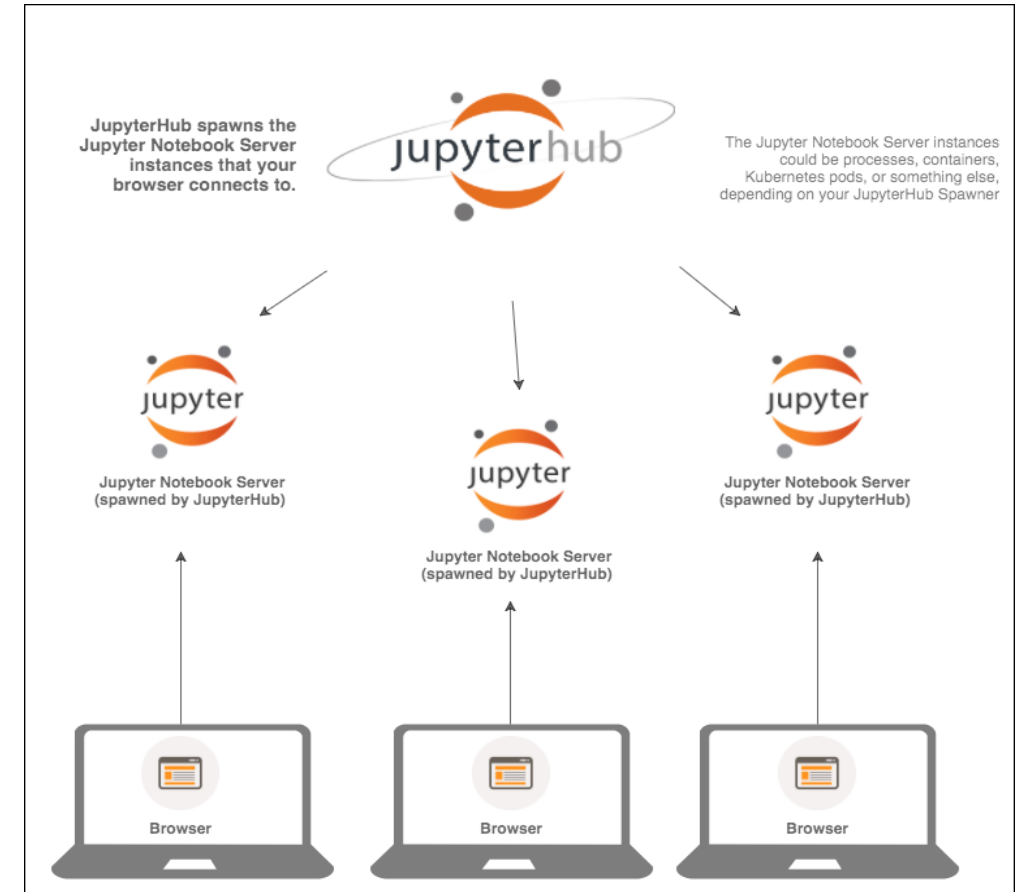 JupyterHub spawns the
Jupyter Notebook Server
instances that your
browser connects to.
jupyterhub
The Jupyter Notebook Server instances
could be processes, containers,
Kubernetes pods, or something else,
depending on your JupyterHub Spawner
jupyter
Jupyter Notebook Server
(spawned by JupyterHub)
jupyter
Jupyter Notebook Server
(spawned by JupyterHub)
jupyter
Jupyter Notebook Server
(spawned by JupyterHub)
Browser
Browser
Browser